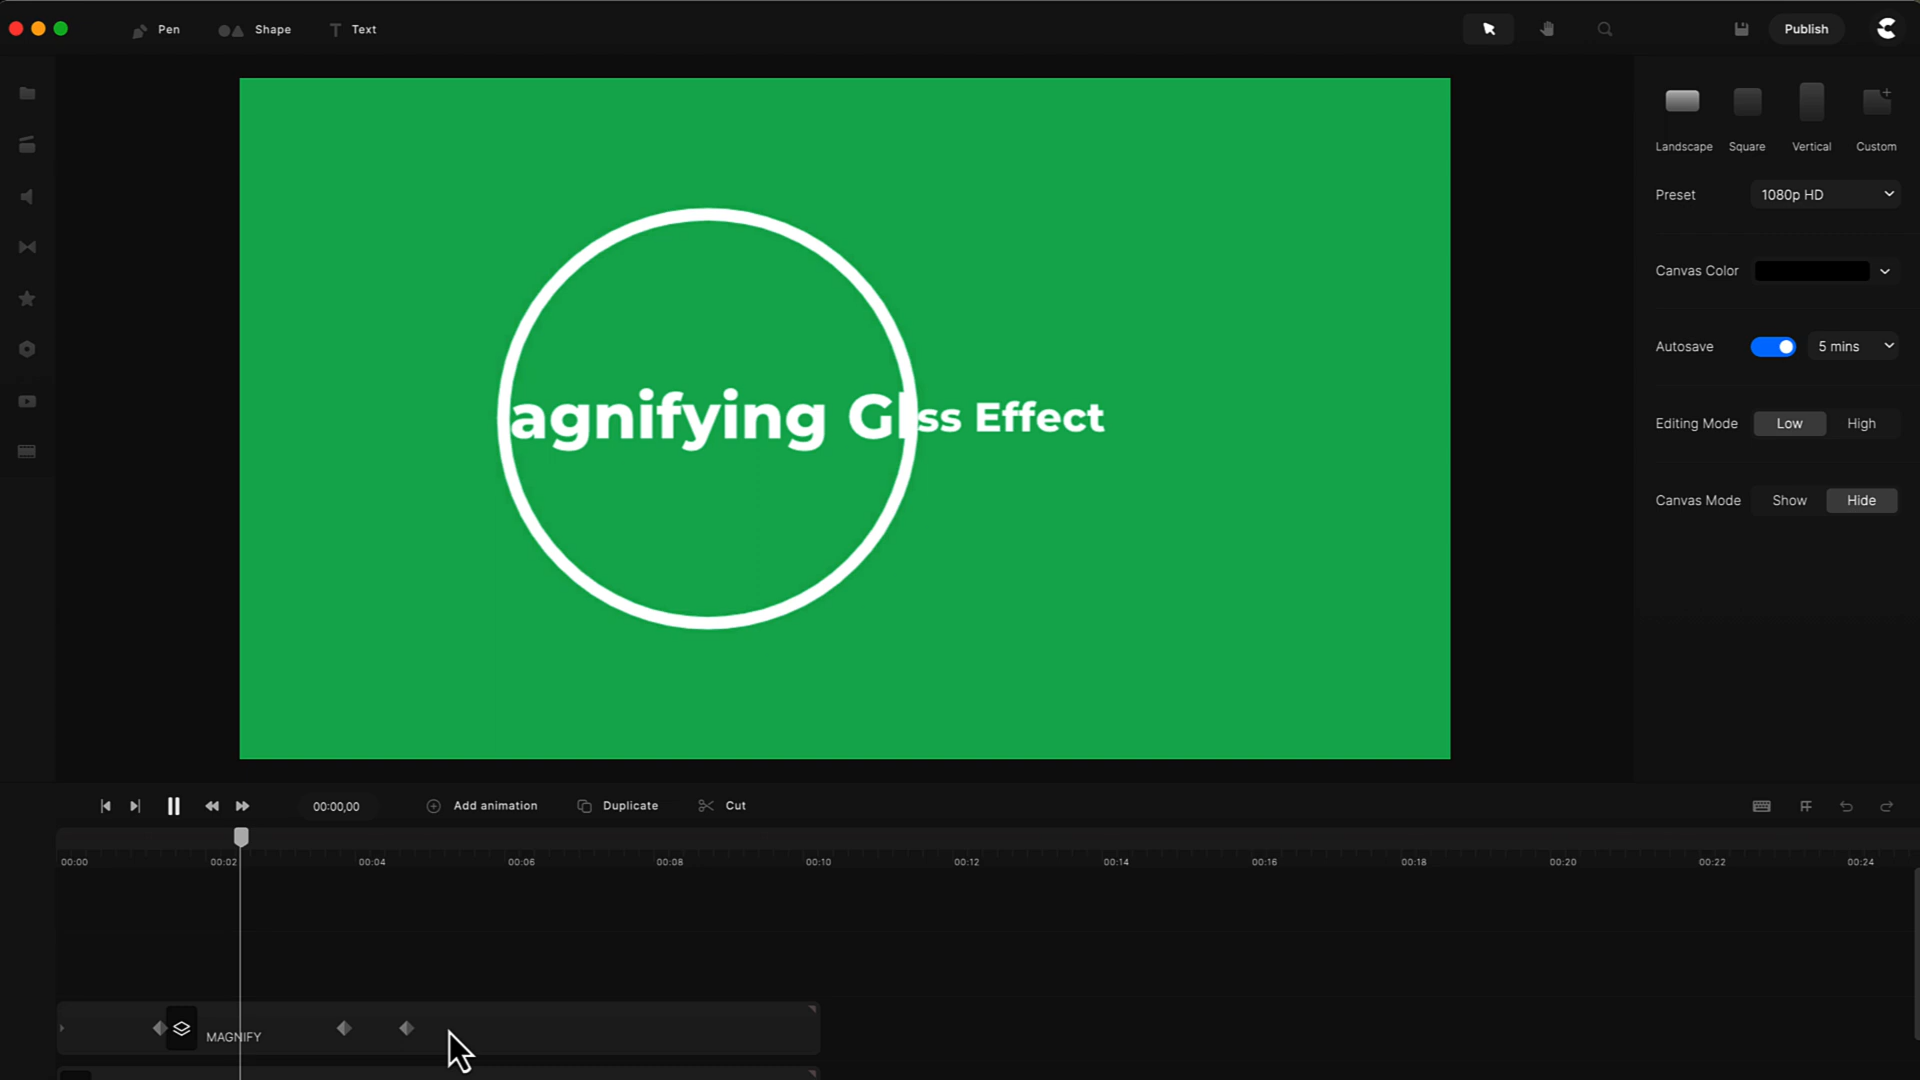 Pen
Shape
Text
Publish
agnifying Gl ss Effect
Landscape
Square
Vertical
Custom
Preset
1080p HD
Canvas Color
Autosave
5 mins
Editing Mode
Low
High
Canvas Mode
Show
Hide
00:00,00
Add animation
Duplicate
Cut
00:00
00:02
00:04
00:06
00:08
00:10
00:12
00:14
00:16
00:18
00:20
00:22
00:24
MAGNIFY